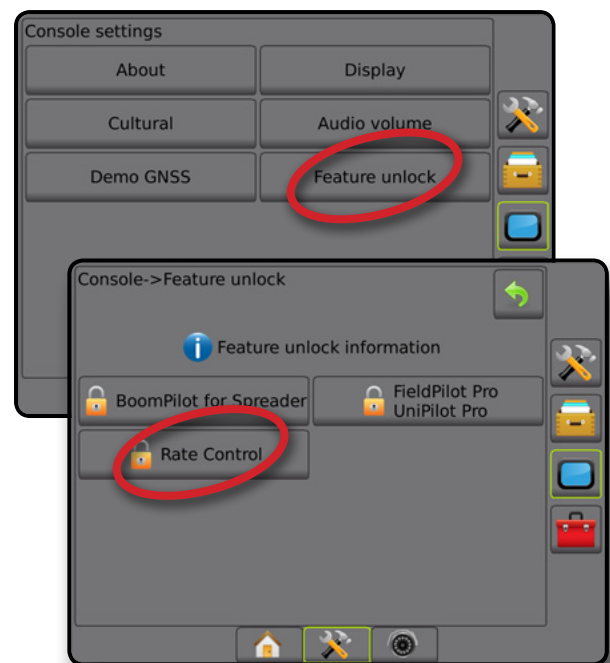 Console settings
About
Display
Cultural
Audio volume
Demo GNSS
Feature unlock
Console->Feature unlock
Feature unlock information
BoomPilot for Spreader
FieldPilot Pro
UniPilot Pro
Rate Control